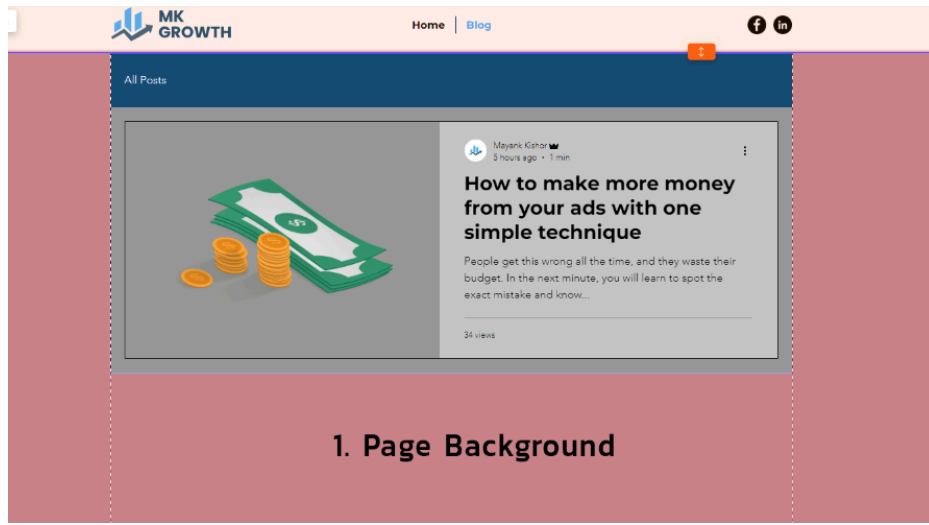 MK
GROWTH
Home
Blog
All Posts
Mayank Kishor
5 hours ago • 1 min
How to make more money
from your ads with one
simple technique
People get this wrong all the time, and they waste their
budget. In the next minute, you will learn to spot the
exact mistake and know...
34 views
1. Page Background